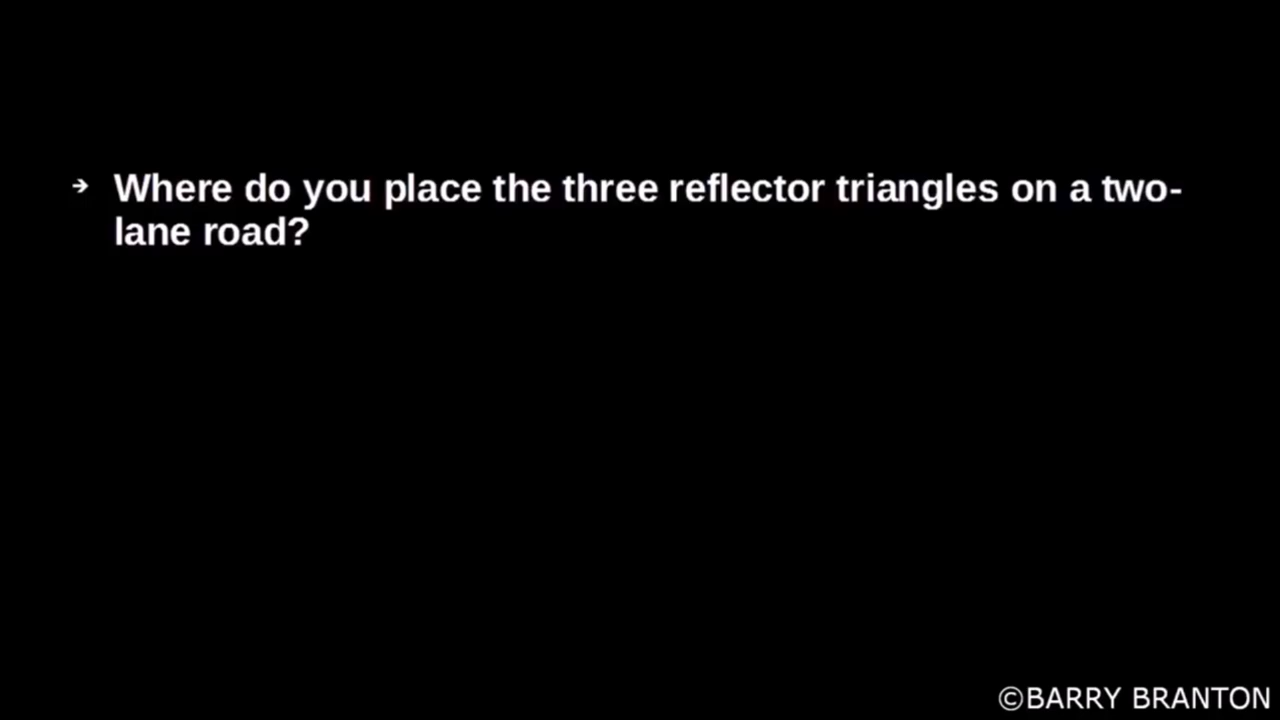 ➔ Where do you place the three reflector triangles on a two-
lane road?
©BARRY BRANTON